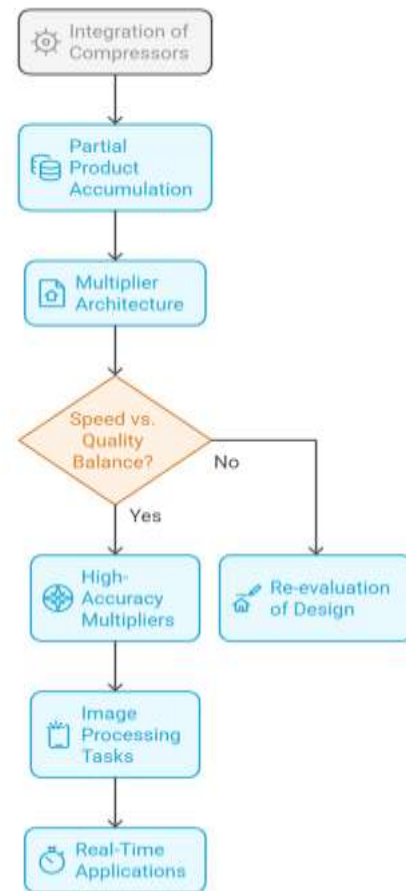 Integration of
Compressors
Partial
Product
Accumulation
Multiplier
Architecture
Speed vs.
Quality
Balance?
No
Yes
High-
Accuracy
Multipliers
Re-evaluation
of Design
Image
Processing
Tasks
Real-Time
Applications